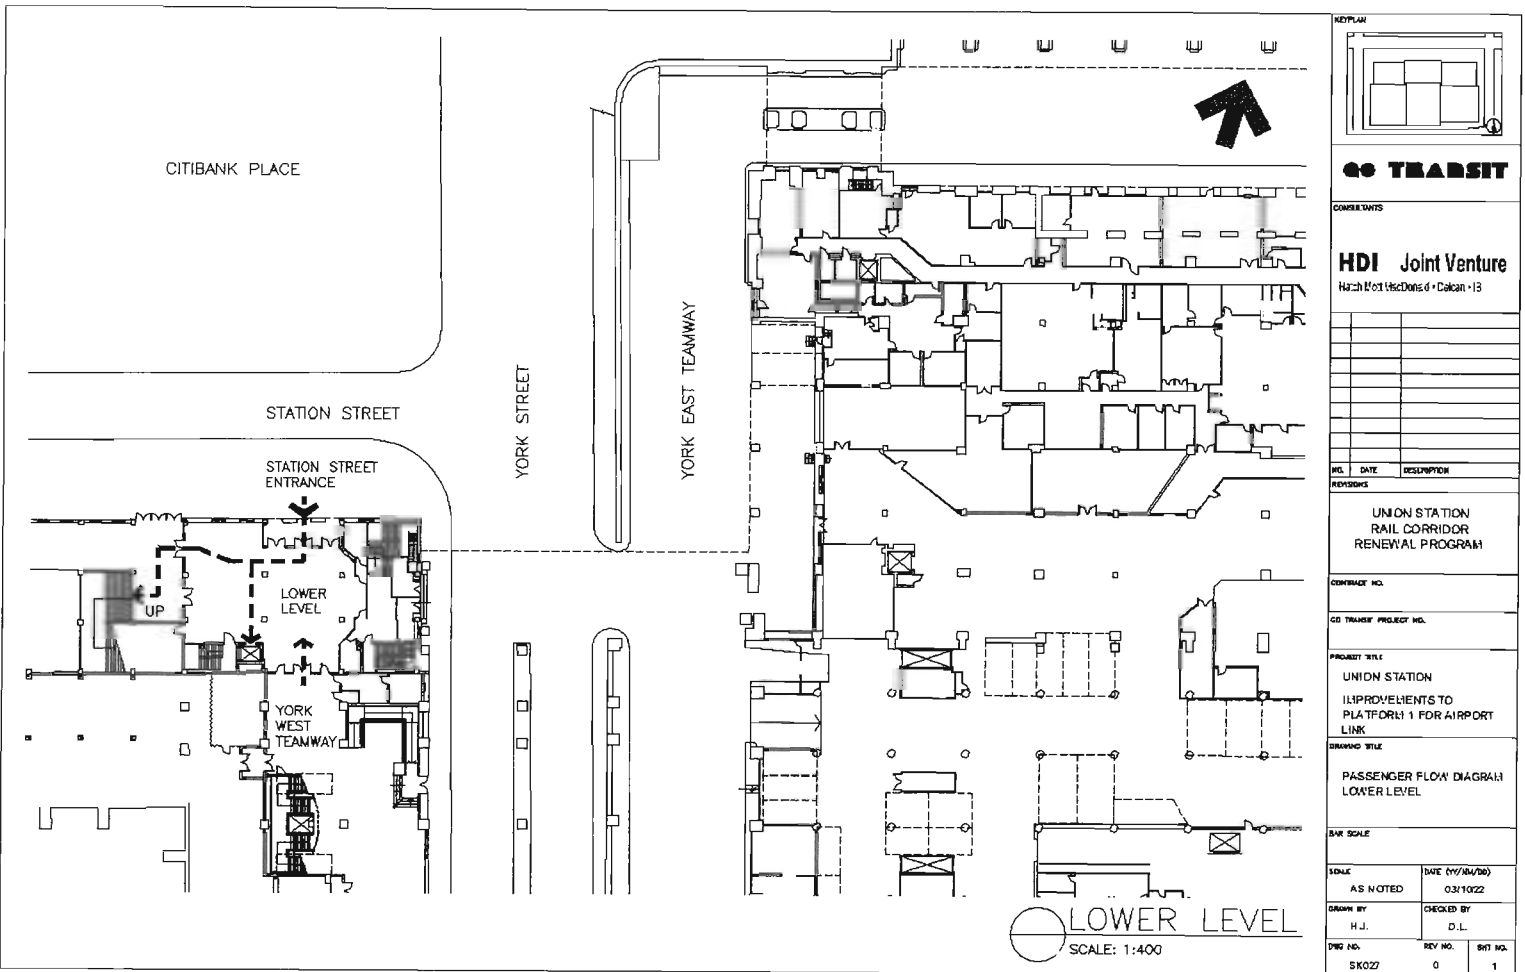 CITIBANK PLACE
STATION STREET
STATION STREET
ENTRANCE
YORK STREET
YORK EAST TEAMWAY
LOWER
LEVEL
UP
YORK
WEST
TEAMWAY
LOWER LEVEL
SCALE: 1:400
KEYPLAN
GO TRANSIT
CONSULTANTS
HDI Joint Venture
Hatch Mott MacDonald •
NO. DATE DESCRIPTION
REVISIONS
UNION STATION
RAIL CORRIDOR
RENEWAL PROGRAM
CONTRACT NO.
GO TRANSIT PROJECT NO.
PROJECT TITLE
UNION STATION
IMPROVEMENTS TO
PLATFORM 1 FOR AIRPORT
LINK
DRAWING TITLE
PASSENGER FLOW DIAGRAM
LOWER LEVEL
BAR SCALE
SCALE
AS NOTED
DATE (YY/MM/DD)
03/10/22
DRAWN BY
H.J.
CHECKED BY
D.L.
DWG NO.
SK027
REV NO.
0
SHT NO.
1